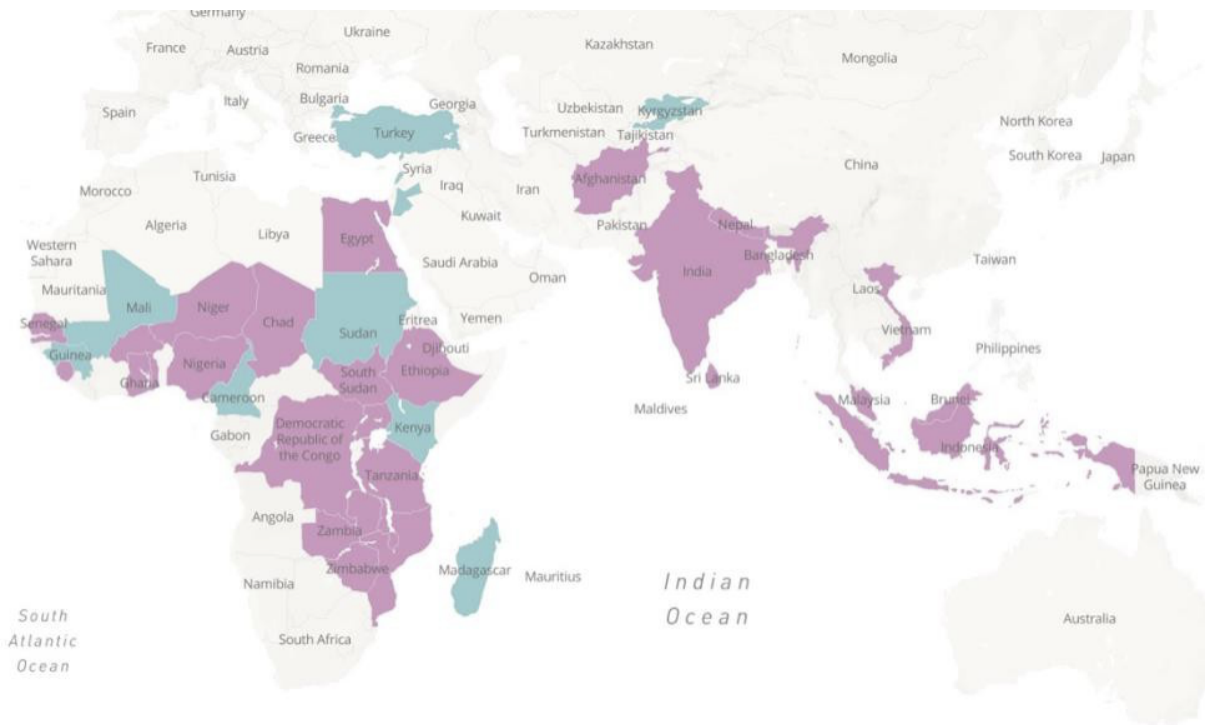 Germany
Ukraine
France
Austria
Kazakhstan
Mongolia
Romania
Bulgaria
Georgia
Spain
Italy
Uzbekistan
Kyrgyzstan
North Korea
Greece
Turkey
Turkmenistan
Tajikistan
South Korea
Japan
Syria
China
Tunisia
Morocco
Iraq
Iran
Afghanistan
Algeria
Kuwait
Pakistan
Nepal
Libya
Egypt
Western
Sahara
Saudi Arabia
Bangladesh
Taiwan
India
Oman
Mauritania
Laos
Mali
Niger
Chad
Senegal
Sudan
Eritrea
Yemen
Vietnam
Guinea
Djibouti
Philippines
Nigeria
South
Sudan
Ethiopia
Ghana
Sri Lanka
Cameroon
Malaysia
Brunei
Maldives
Democratic
Republic of
the Congo
Kenya
Gabon
Indonesia
Tanzania
Papua New
Guinea
Angola
Zambia
Zimbabwe
Madagascar
Mauritius
Namibia
Indian
Ocean
South
Atlantic
Ocean
Australia
South Africa